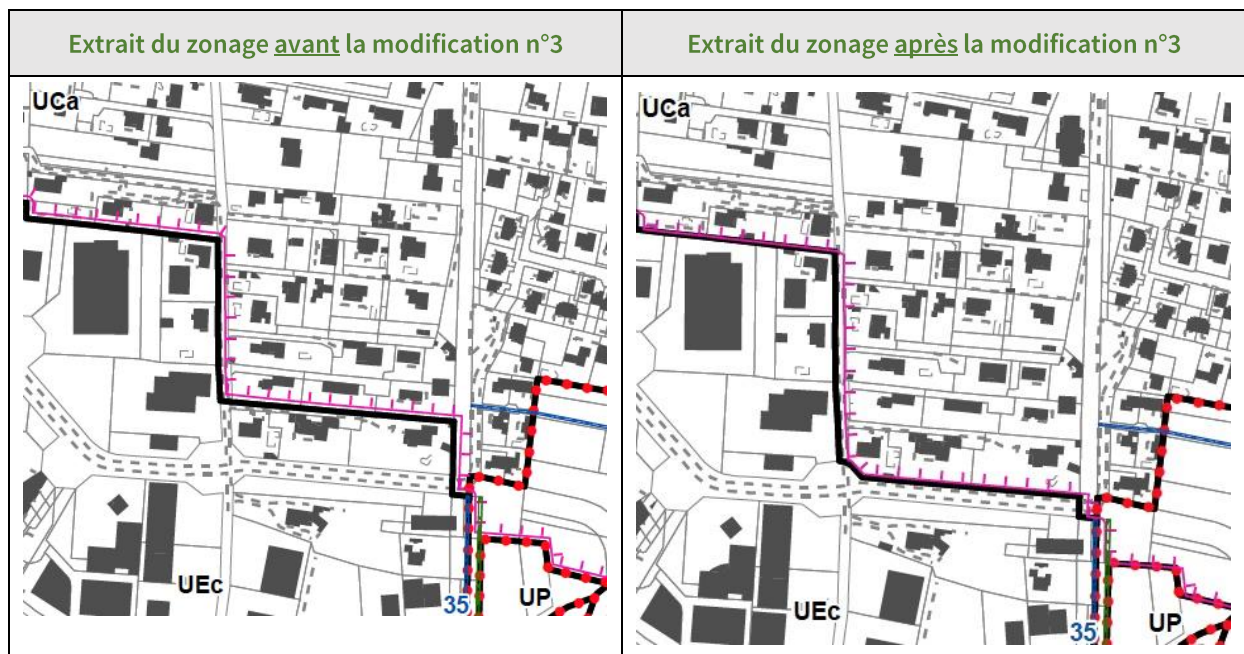 Extrait du zonage avant la modification n°3
Extrait du zonage après la modification n°3
UCa
UEc
35
UP
UCa
UEc
35
UP